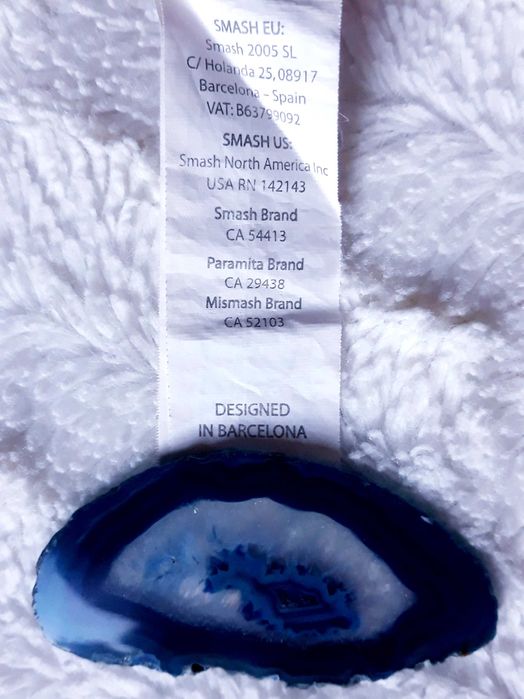 SMASH EU:
Smash 2005 SL
C/ Holanda 25, 08917
Barcelona – Spain
VAT: B63799092
SMASH US:
Smash North America Inc
USA RN 142143
Smash Brand
CA 54413
Paramita Brand
CA 29438
Mismash Brand
CA 52103
DESIGNED
IN BARCELONA